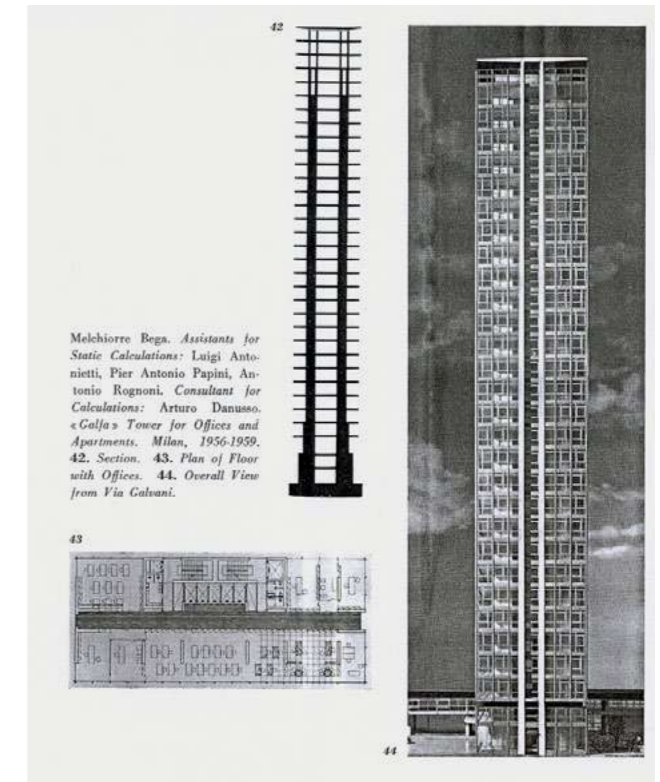 42
Melchiorre Bega. Assistants for
Static Calculations: Luigi Anto-
nietti, Pier Antonio Papini, An-
tonio Rognoni. Consultant for
Calculations: Arturo Danusso.
«Galfa» Tower for Offices and
Apartments. Milan, 1956-1959.
42. Section. 43. Plan of Floor
with Offices. 44. Overall View
from Via Galvani.
43
44